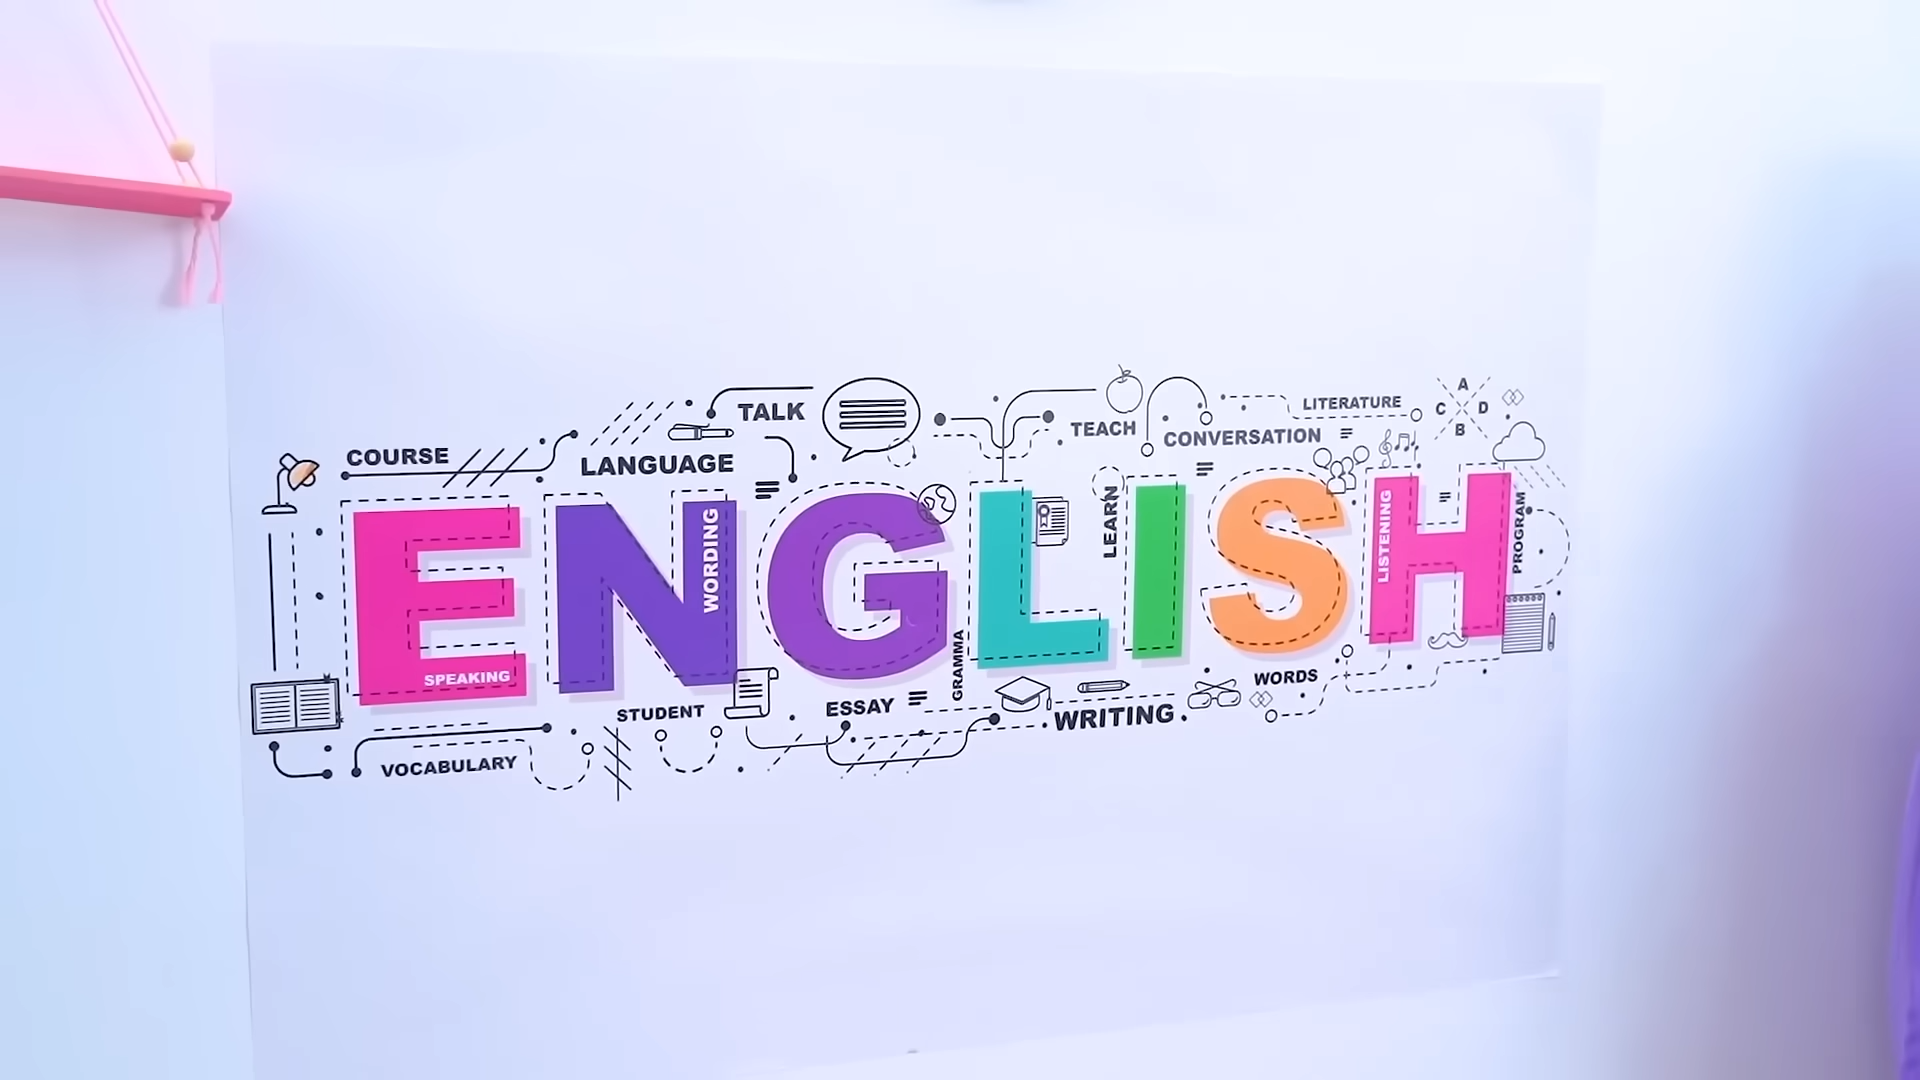 TALK
LITERATURE
A
C D
B
TEACH
CONVERSATION
COURSE
LANGUAGE
ENGLISH
WORDING
LEARN
LISTENING
PROGRAM
SPEAKING
GRAMMA
STUDENT
ESSAY
WRITING
WORDS
VOCABULARY